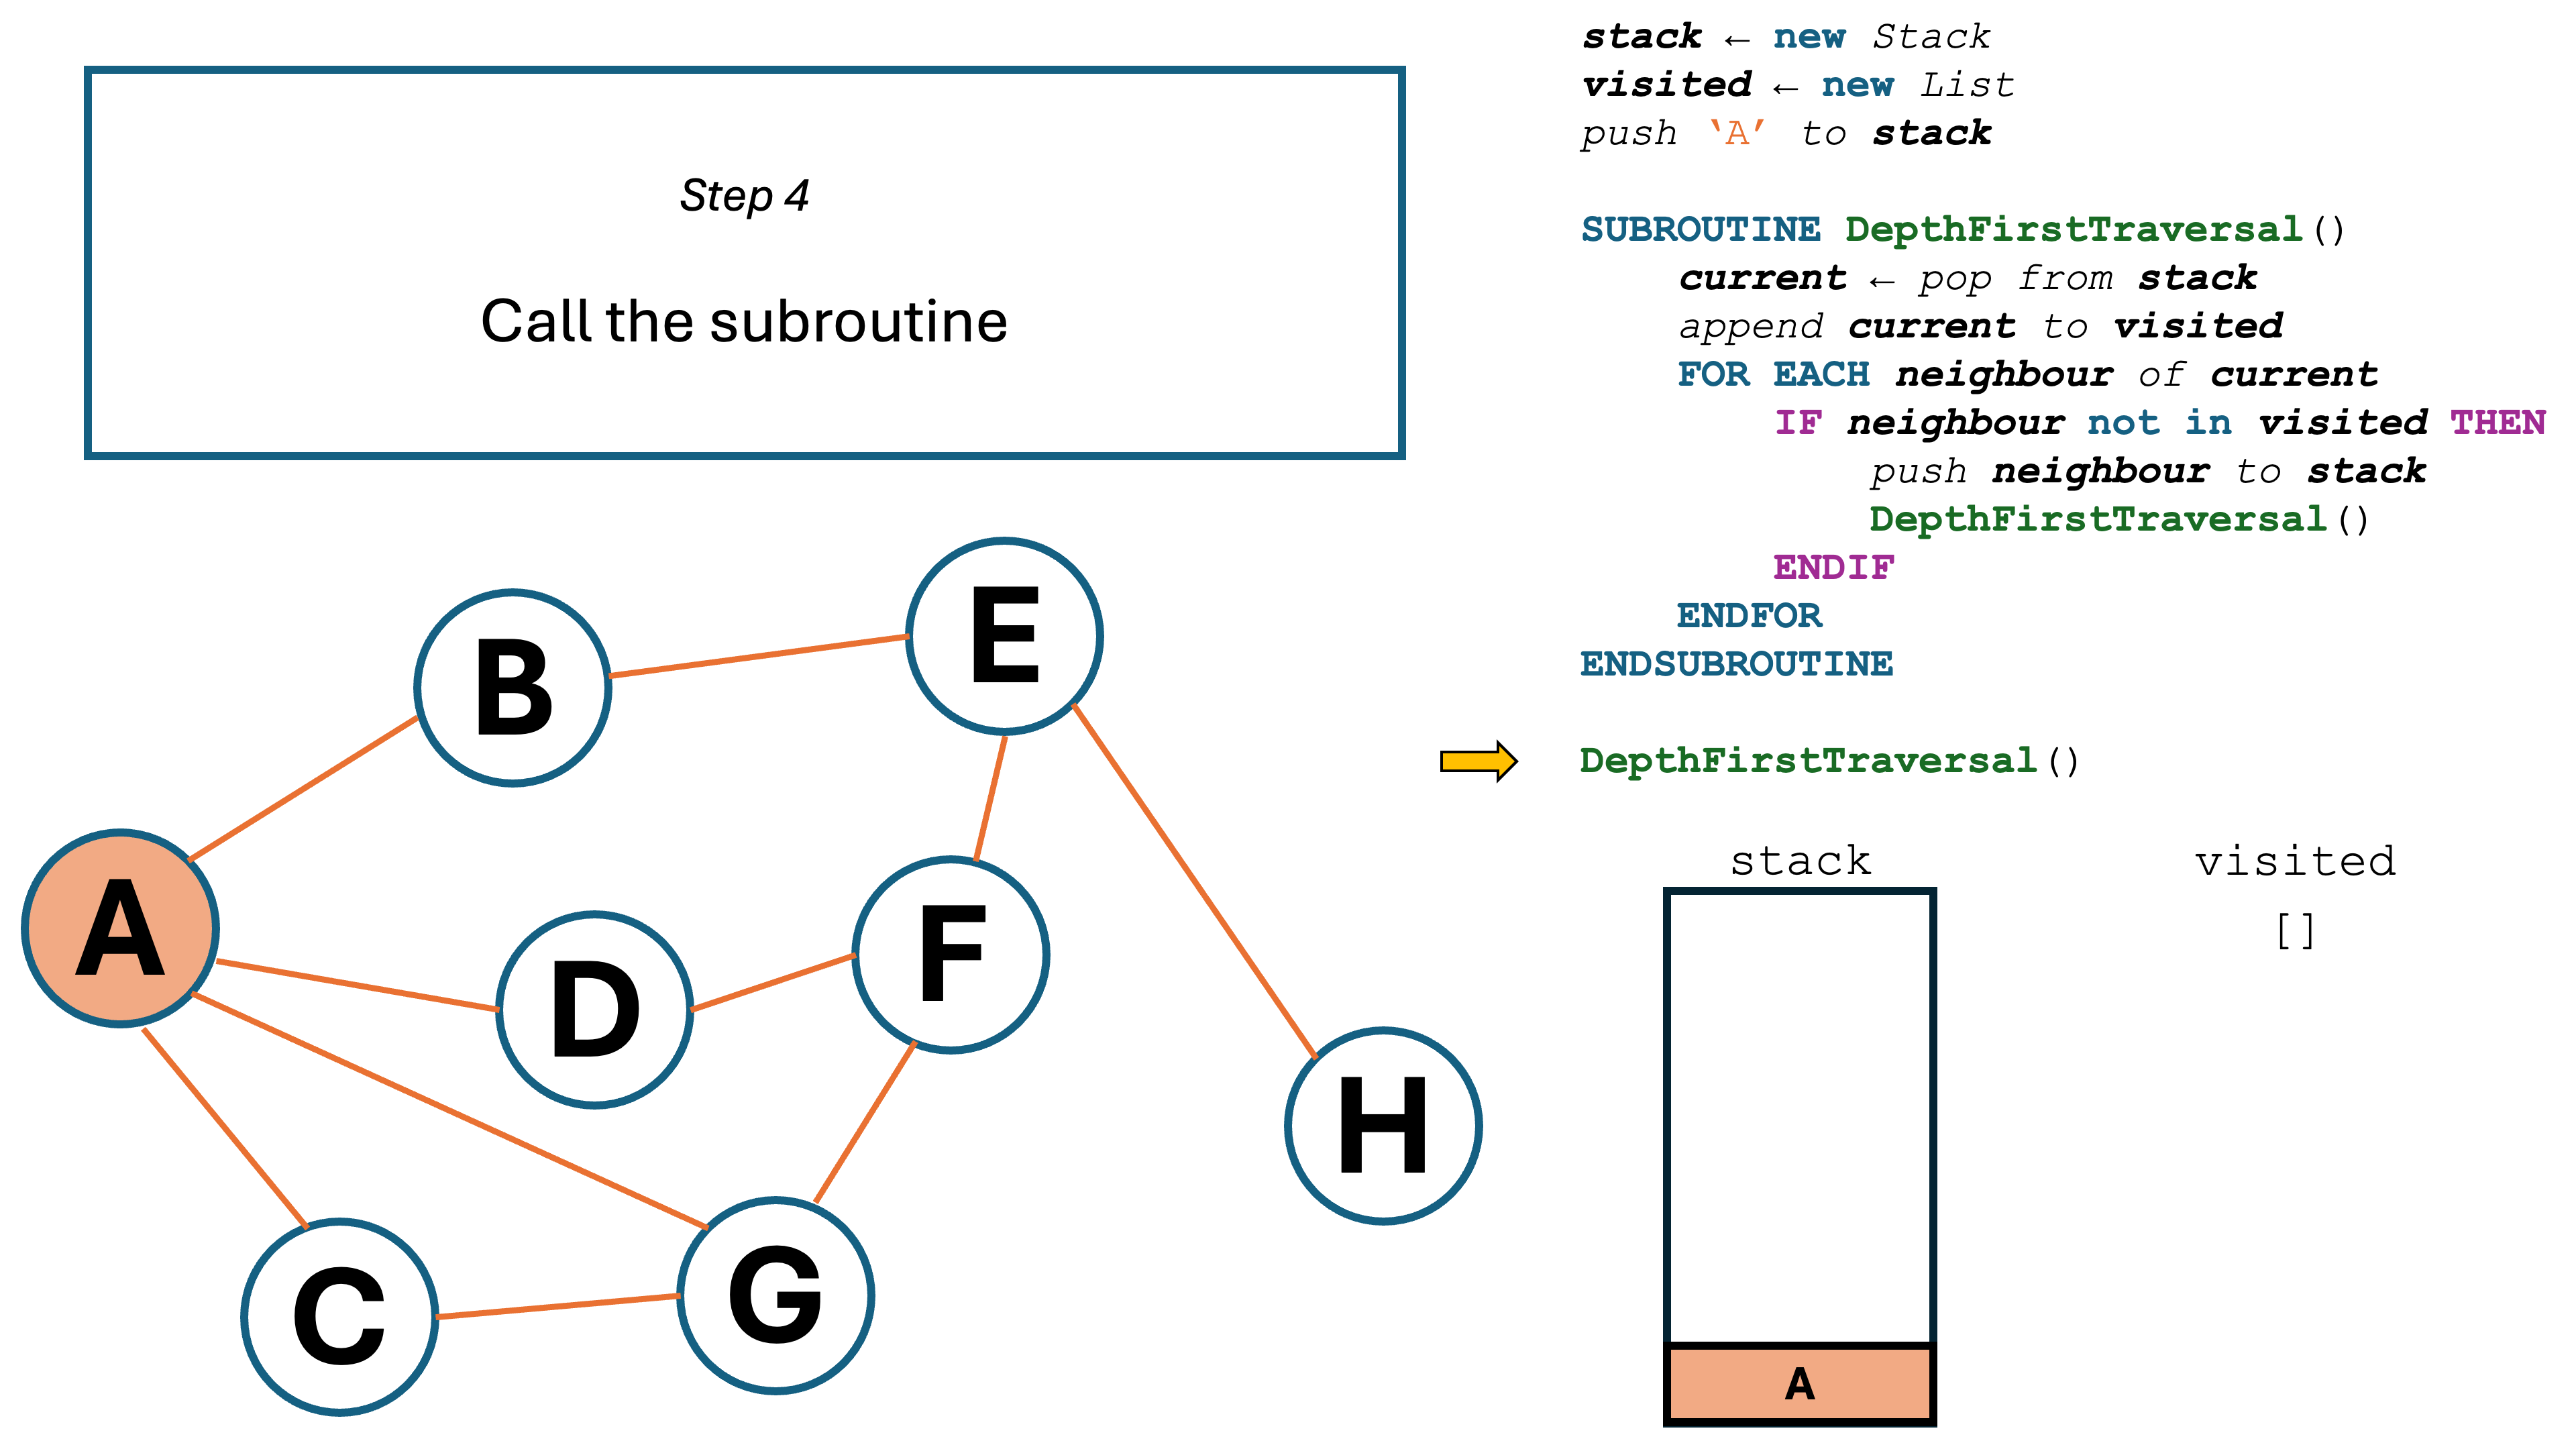 Step 4
Call the subroutine
stack ← new Stack
visited ← new List
push ‘A’ to stack
SUBROUTINE DepthFirstTraversal()
current ← pop from stack
append current to visited
FOR EACH neighbour of current
IF neighbour not in visited THEN
push neighbour to stack
DepthFirstTraversal()
ENDIF
ENDFOR
ENDSUBROUTINE
DepthFirstTraversal()
B
E
A
D
F
H
C
G
stack
visited
[]
A